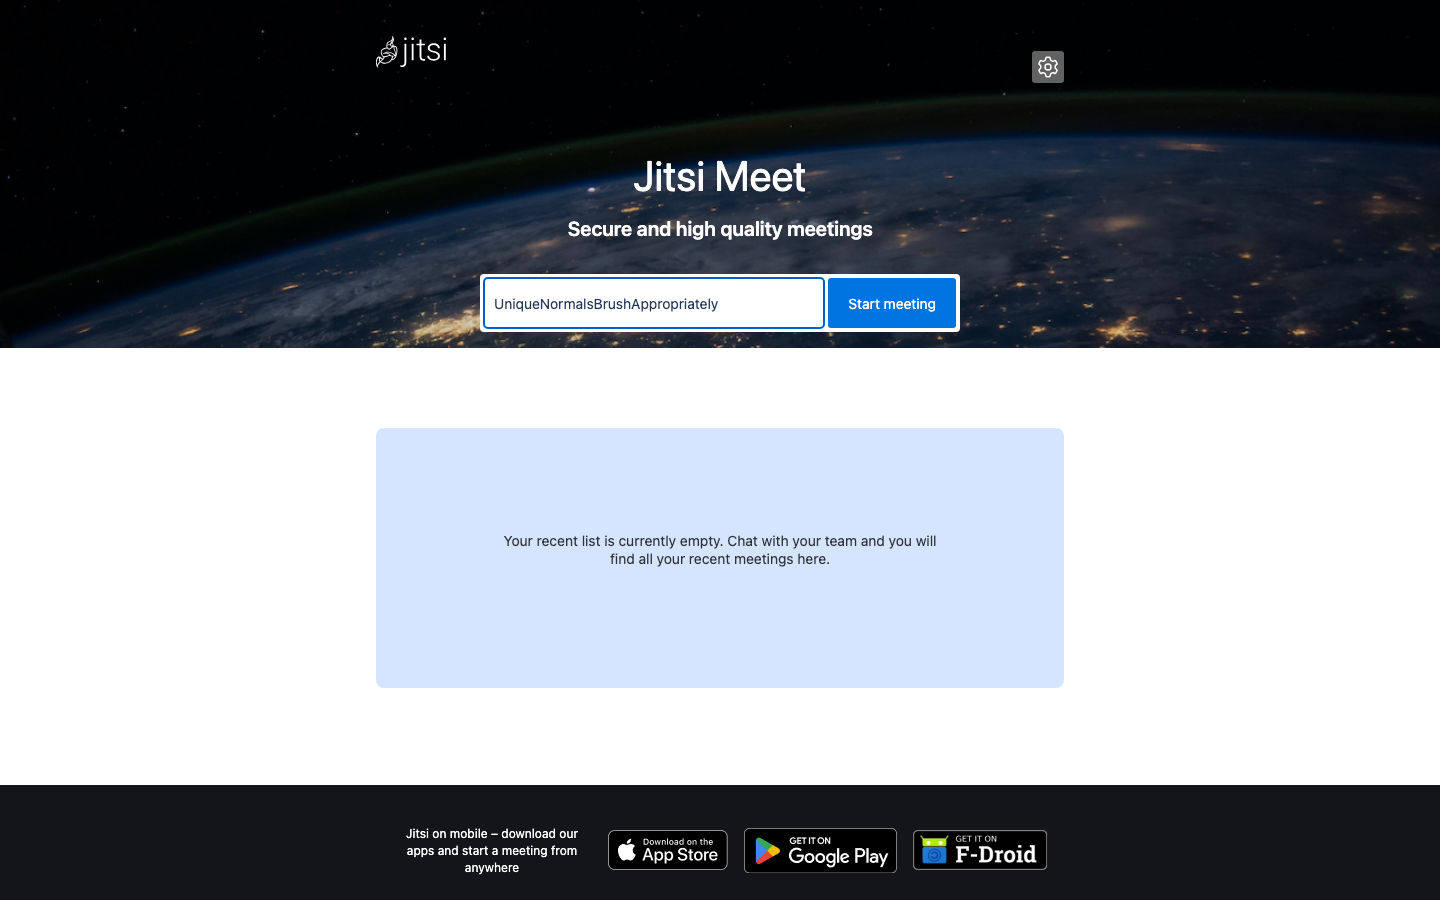 jitsi
Jitsi Meet
Secure and high quality meetings
UniqueNormalsBrushAppropriately
Start meeting
Your recent list is currently empty. Chat with your team and you will
find all your recent meetings here.
Jitsi on mobile – download our
apps and start a meeting from
anywhere
Download on the
App Store
GET IT ON
Google Play
GET IT ON
F-Droid